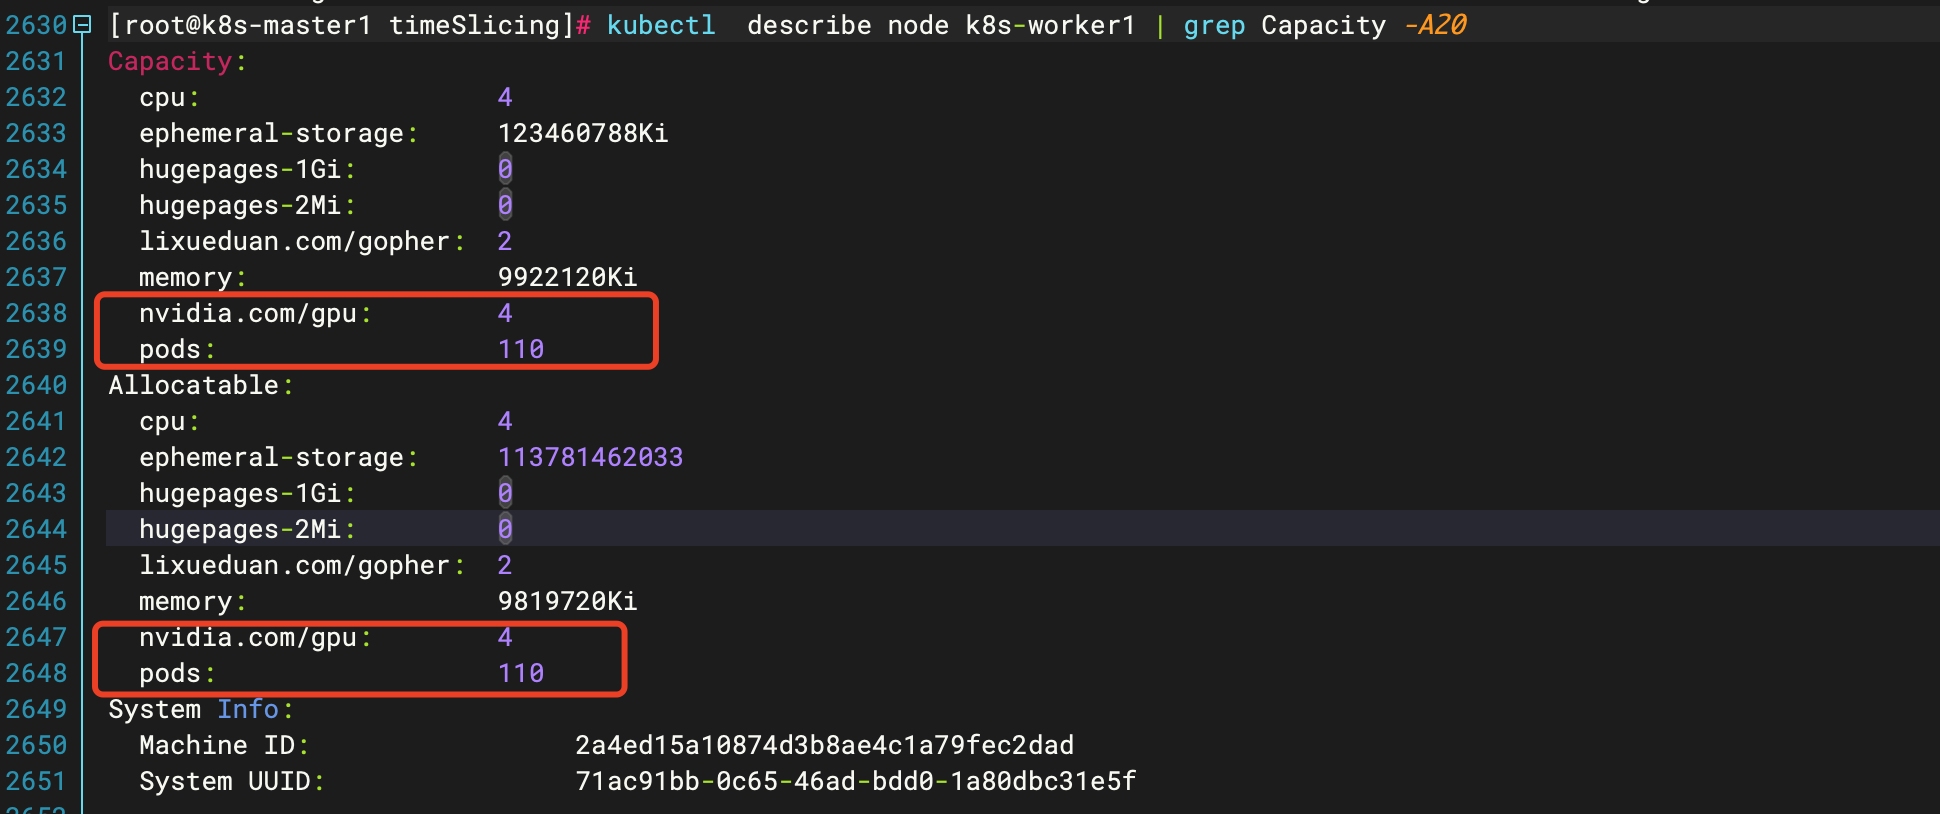 2630 [root@k8s-master1 timeSlicing]# kubectl  describe node k8s-worker1 | grep Capacity -A20
2631 Capacity:
2632   cpu:                4
2633   ephemeral-storage:  123460788Ki
2634   hugepages-1Gi:      0
2635   hugepages-2Mi:      0
2636   lixueduan.com/gopher:  2
2637   memory:             9922120Ki
2638   nvidia.com/gpu:     4
2639   pods:               110
2640 Allocatable:
2641   cpu:                4
2642   ephemeral-storage:  113781462033
2643   hugepages-1Gi:      0
2644   hugepages-2Mi:      0
2645   lixueduan.com/gopher:  2
2646   memory:             9819720Ki
2647   nvidia.com/gpu:     4
2648   pods:               110
2649 System Info:
2650   Machine ID:                 2a4ed15a10874d3b8ae4c1a79fec2dad
2651   System UUID:                71ac91bb-0c65-46ad-bdd0-1a80dbc31e5f